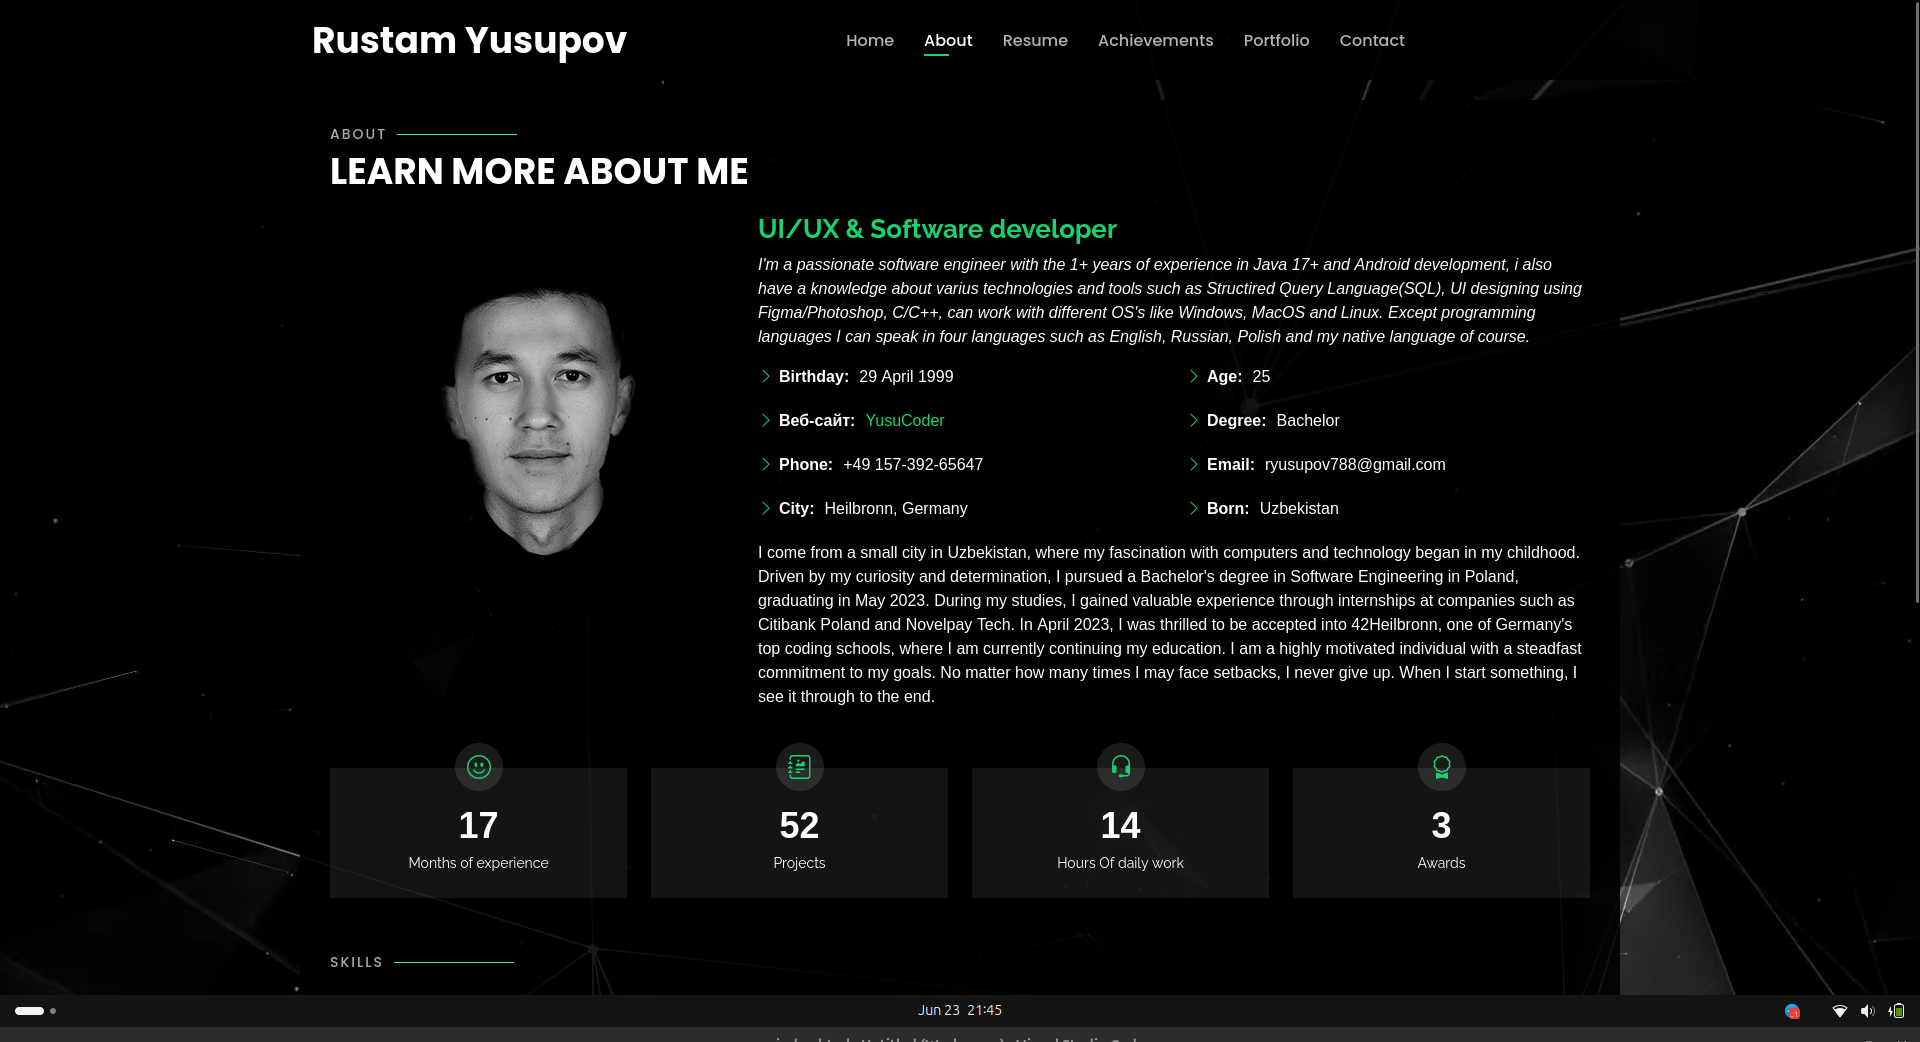 Rustam Yusupov
Home About Resume Achievements Portfolio Contact
ABOUT
LEARN MORE ABOUT ME
UI/UX & Software developer
I'm a passionate software engineer with the 1+ years of experience in Java 17+ and Android development, i also
have a knowledge about varius technologies and tools such as Structired Query Language(SQL), UI designing using
Figma/Photoshop, C/C++, can work with different OS's like Windows, MacOS and Linux. Except programming
languages I can speak in four languages such as English, Russian, Polish and my native language of course.
Birthday: 29 April 1999
Age: 25
Веб-сайт: YusuCoder
Degree: Bachelor
Phone: +49 157-392-65647
Email: ryusupov788@gmail.com
City: Heilbronn, Germany
Born: Uzbekistan
I come from a small city in Uzbekistan, where my fascination with computers and technology began in my childhood.
Driven by my curiosity and determination, I pursued a Bachelor's degree in Software Engineering in Poland,
graduating in May 2023. During my studies, I gained valuable experience through internships at companies such as
Citibank Poland and Novelpay Tech. In April 2023, I was thrilled to be accepted into 42Heilbronn, one of Germany's
top coding schools, where I am currently continuing my education. I am a highly motivated individual with a steadfast
commitment to my goals. No matter how many times I may face setbacks, I never give up. When I start something, I
see it through to the end.
17
Months of experience
52
Projects
14
Hours Of daily work
3
Awards
SKILLS
Jun 23 21:45